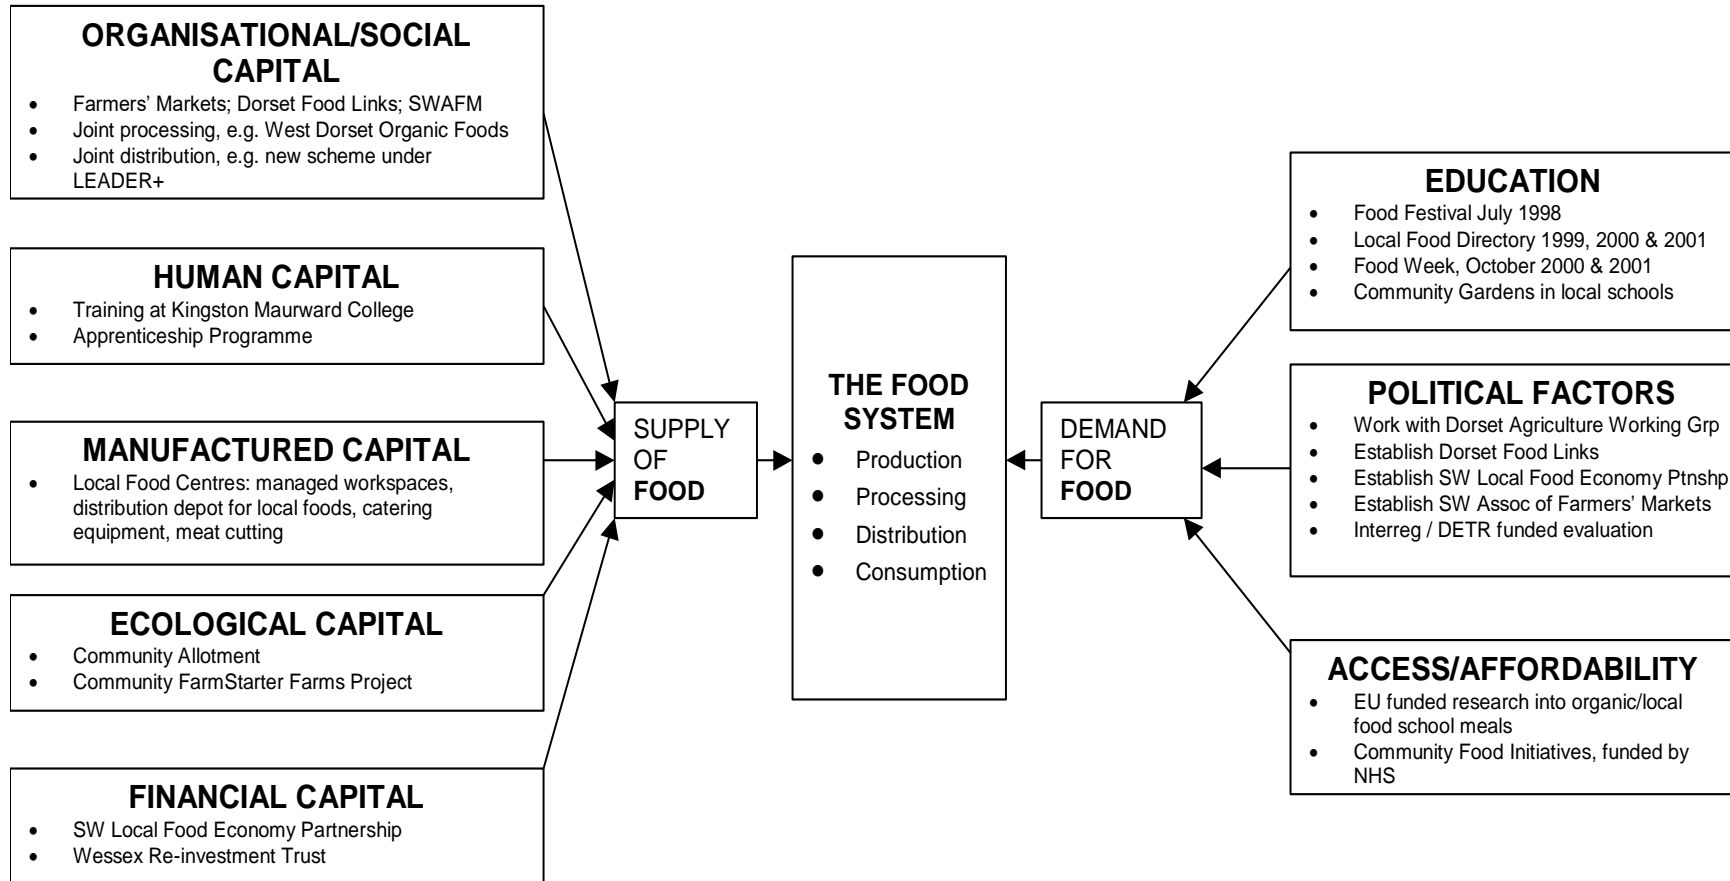 ORGANISATIONAL/SOCIAL
CAPITAL
• Farmers' Markets; Dorset Food Links; SWAFM
• Joint processing, e.g. West Dorset Organic Foods
• Joint distribution, e.g. new scheme under
LEADER+
HUMAN CAPITAL
• Training at Kingston Maurward College
• Apprenticeship Programme
MANUFACTURED CAPITAL
• Local Food Centres: managed workspaces,
distribution depot for local foods, catering
equipment, meat cutting
ECOLOGICAL CAPITAL
• Community Allotment
• Community FarmStarter Farms Project
FINANCIAL CAPITAL
• SW Local Food Economy Partnership
• Wessex Re-investment Trust
SUPPLY
OF
FOOD
THE FOOD
SYSTEM
• Production
• Processing
• Distribution
• Consumption
DEMAND
FOR
FOOD
EDUCATION
• Food Festival July 1998
• Local Food Directory 1999, 2000 & 2001
• Food Week, October 2000 & 2001
• Community Gardens in local schools
POLITICAL FACTORS
• Work with Dorset Agriculture Working Grp
• Establish Dorset Food Links
• Establish SW Local Food Economy Ptnshp
• Establish SW Assoc of Farmers' Markets
• Interreg / DETR funded evaluation
ACCESS/AFFORDABILITY
• EU funded research into organic/local
food school meals
• Community Food Initiatives, funded by
NHS